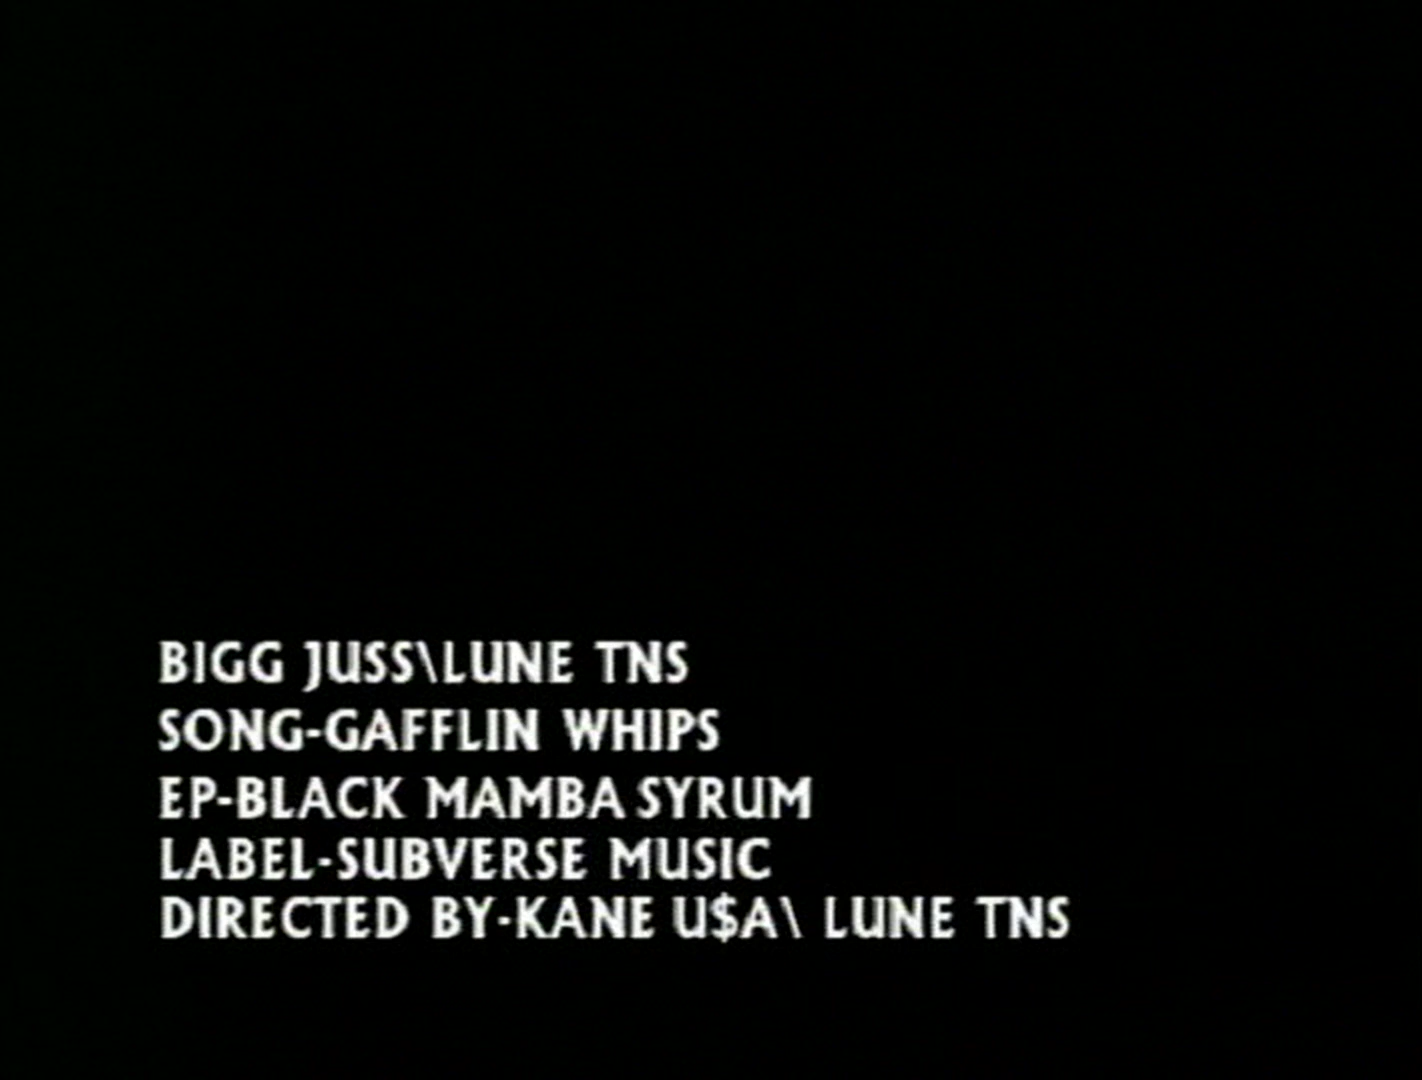 BIGG JUSS\LUNE TNS
SONG-GAFFLIN WHIPS
EP-BLACK MAMBA SYRUM
LABEL-SUBVERSE MUSIC
DIRECTED BY-KANE U$A\ LUNE TNS